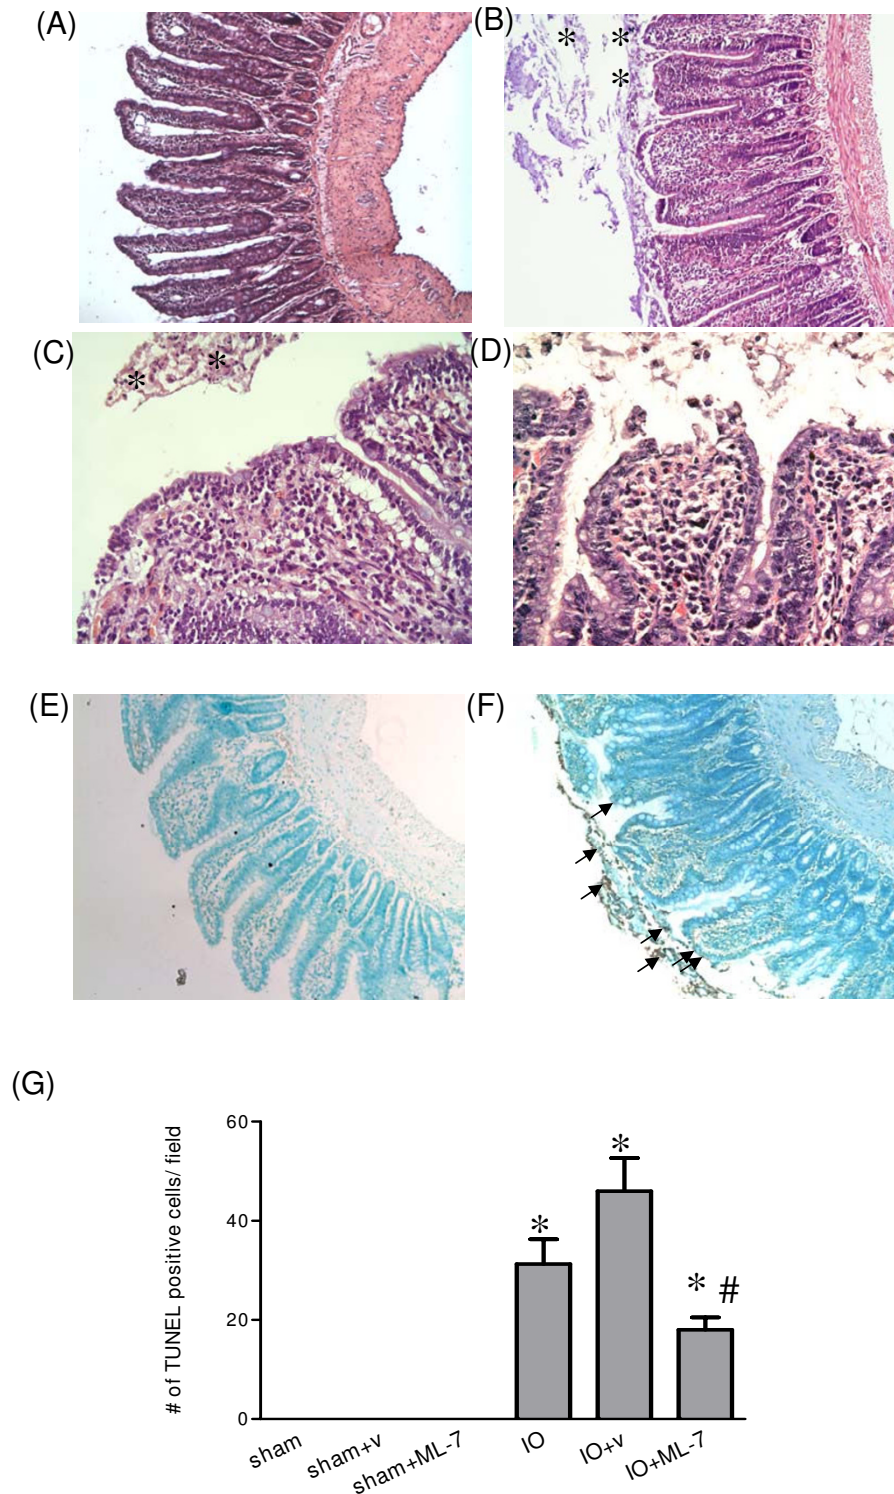 (A)
(B)
* *
*
(C)
* *
(D)
(E)
(F)
(G)
# of TUNEL positive cells/ field
60
40
20
0
*
*
* #
sham
sham+v
sham+ML-7
IO
IO+v
IO+ML-7